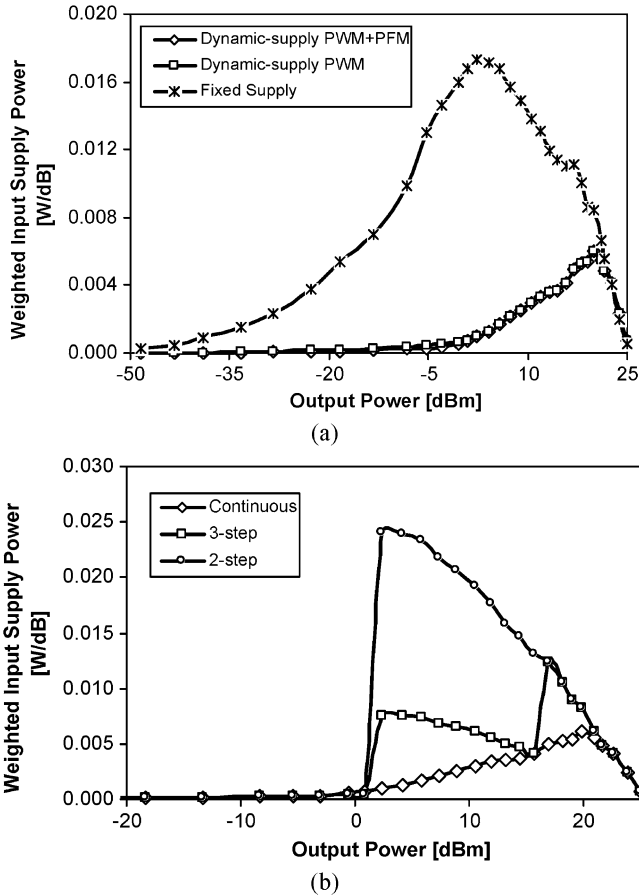 0.020
0.016
0.012
0.008
0.004
0.000
Weighted Input Supply Power
[W/dB]
Dynamic-supply PWM+PFM
Dynamic-supply PWM
Fixed Supply
-50 -35 -20 -5 10 25
Output Power [dBm]
(a)
0.030
0.025
0.020
0.015
0.010
0.005
0.000
Weighted Input Supply Power
[W/dB]
Continuous
3-step
2-step
-20 -10 0 10 20
Output Power [dBm]
(b)